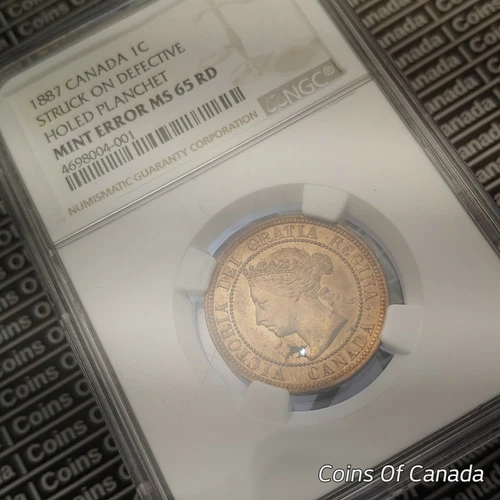 1887 CANADA 1C
STRUCK ON DEFECTIVE
HOLED PLANCHET
MINT ERROR MS 65 RD
4698004-001
NGC®
NUMISMATIC GUARANTY CORPORATION
VICTORIA DEI GRATIA REGINA. CANADA
Coins Of Canada